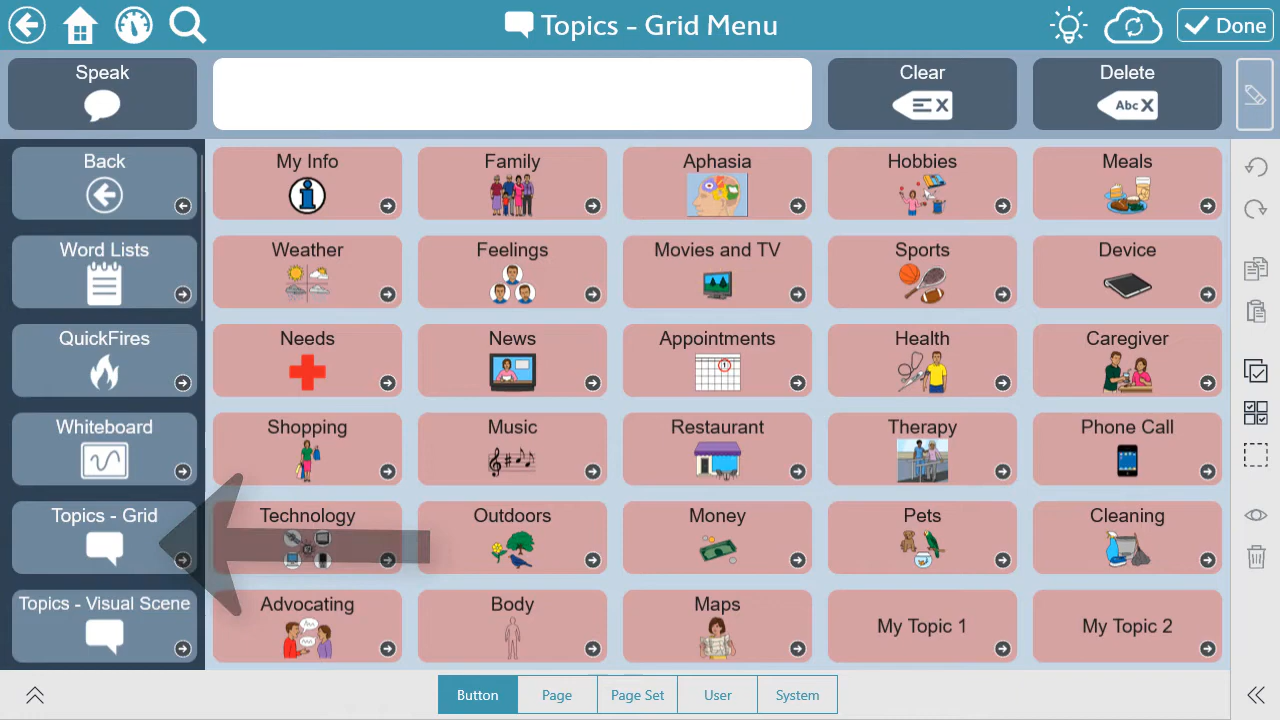 Topics - Grid Menu
Done
Speak
Clear
Delete
Abc X
Back
My Info
Family
Aphasia
Hobbies
Meals
Word Lists
Weather
Feelings
Movies and TV
Sports
Device
QuickFires
Needs
News
Appointments
Health
Caregiver
Whiteboard
Shopping
Music
Restaurant
Therapy
Phone Call
Topics - Grid
Technology
Outdoors
Money
Pets
Cleaning
Topics - Visual Scene
Advocating
Body
Maps
My Topic 1
My Topic 2
Button
Page
Page Set
User
System